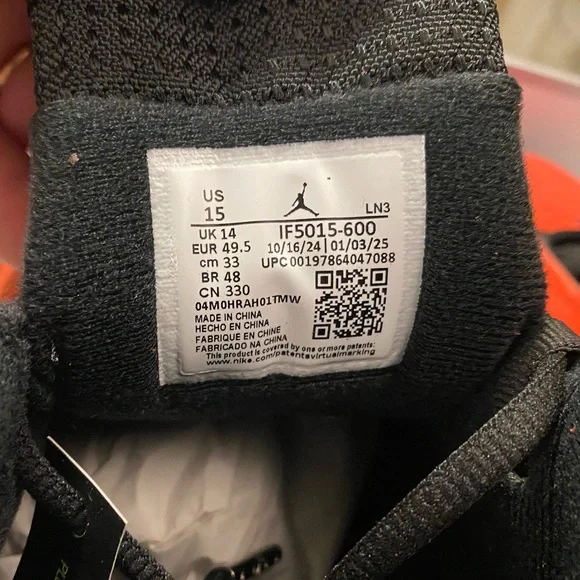 US
15
LN3
UK 14
IF5015-600
EUR 49.5
10/16/24 | 01/03/25
cm 33
UPC 00197864047088
BR 48
CN 330
04M0HRAH01TMW
MADE IN CHINA
HECHO EN CHINA
FABRIQUE EN CHINE
FABRICADO NA CHINA
This product is covered by one or more patents
www.nike.com/patentsvirtualmarking